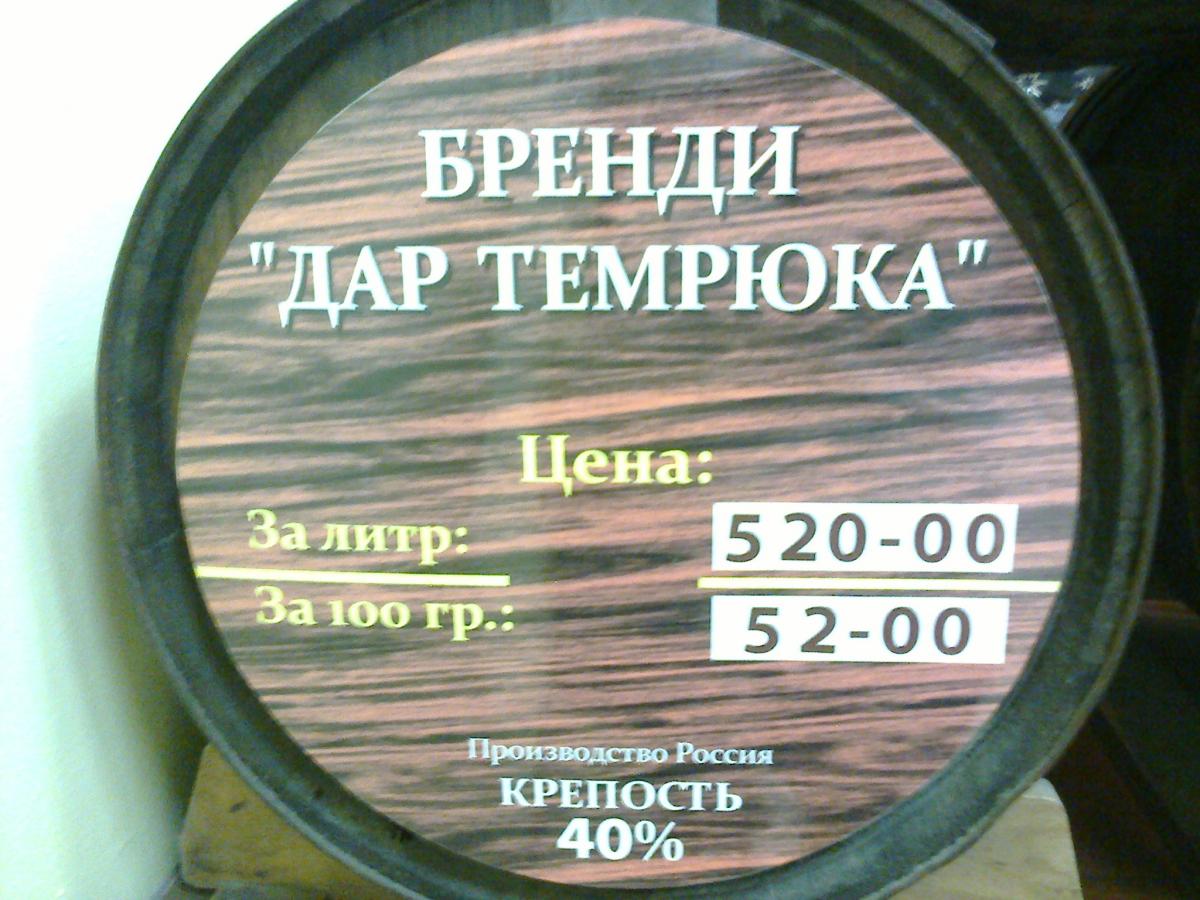 БРЕНДИ
"ДАР ТЕМРЮКА"
Цена:
За литр: 520-00
За 100 гр.: 52-00
Производство Россия
КРЕПОСТЬ
40%